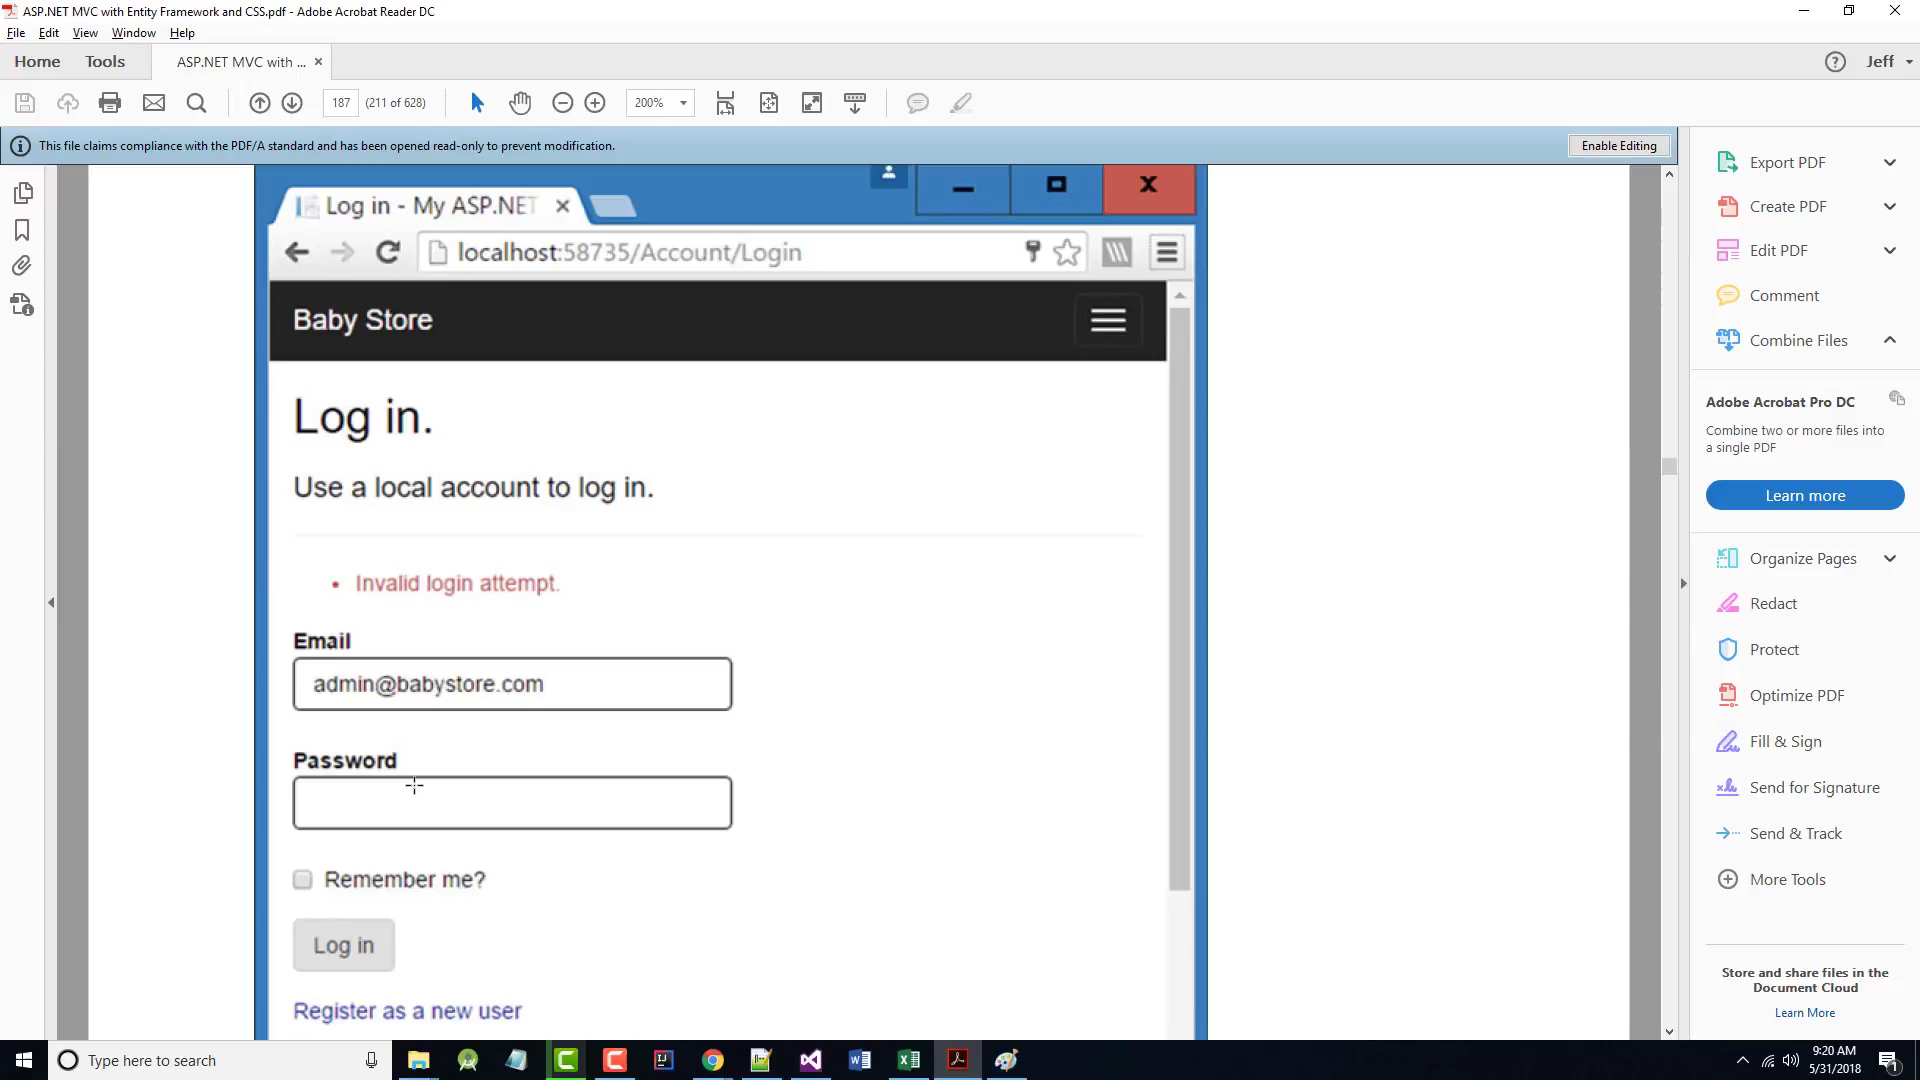 ASP.NET MVC with Entity Framework and CSS.pdf - Adobe Acrobat Reader DC
File Edit View Window Help
Home Tools ASP.NET MVC with ... × Jeff
187 (211 of 628) 200%
This file claims compliance with the PDF/A standard and has been opened read-only to prevent modification. Enable Editing
Log in - My ASP.NET
localhost:58735/Account/Login
Baby Store
Log in.
Use a local account to log in.
• Invalid login attempt.
Email
admin@babystore.com
Password
Remember me?
Log in
Register as a new user
Export PDF
Create PDF
Edit PDF
Comment
Combine Files
Adobe Acrobat Pro DC
Combine two or more files into
a single PDF
Learn more
Organize Pages
Redact
Protect
Optimize PDF
Fill & Sign
Send for Signature
Send & Track
More Tools
Store and share files in the
Document Cloud
Learn More
Type here to search
9:20 AM
5/31/2018